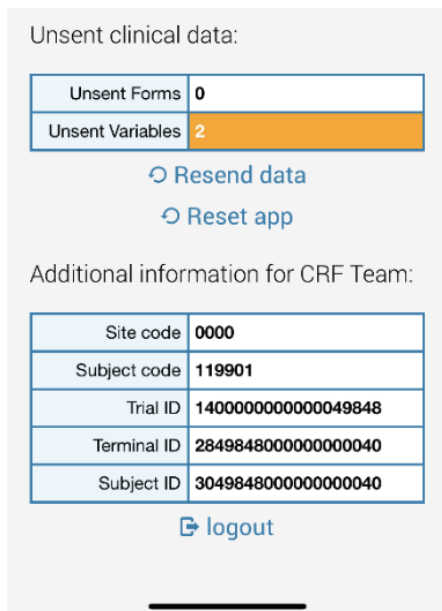 Unsent clinical data:
Unsent Forms 0
Unsent Variables 2
Resend data
Reset app
Additional information for CRF Team:
Site code 0000
Subject code 119901
Trial ID 1400000000000049848
Terminal ID 2849848000000000040
Subject ID 3049848000000000040
logout